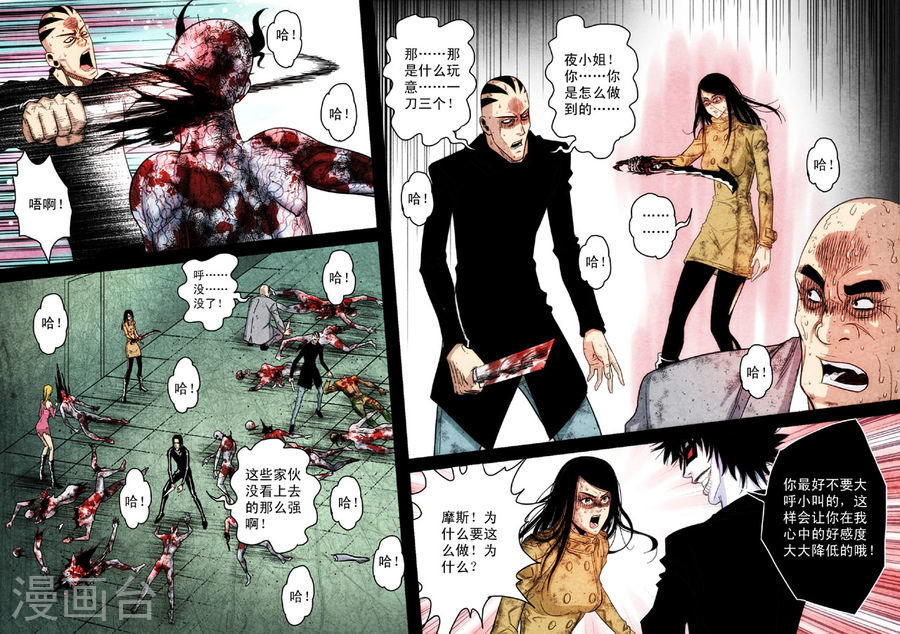 哈！
唔啊！
哈！
呼……
没……
没了！
哈！
哈！
哈！
哈！
哈！
这些家伙
没看上去
的那么强
啊！
哈！
哈！
哈！
漫画台
那……那
是什么玩
意……一
刀三个！
夜小姐！
你……你
是怎么做
到的……
哈！
哈！
……
……
哈！
哈！
哈！
摩斯！为
什么要这
么做！为
什么？
你最好不要大
呼小叫的，这
样会让你在我
心中的好感度
大大降低的哦！